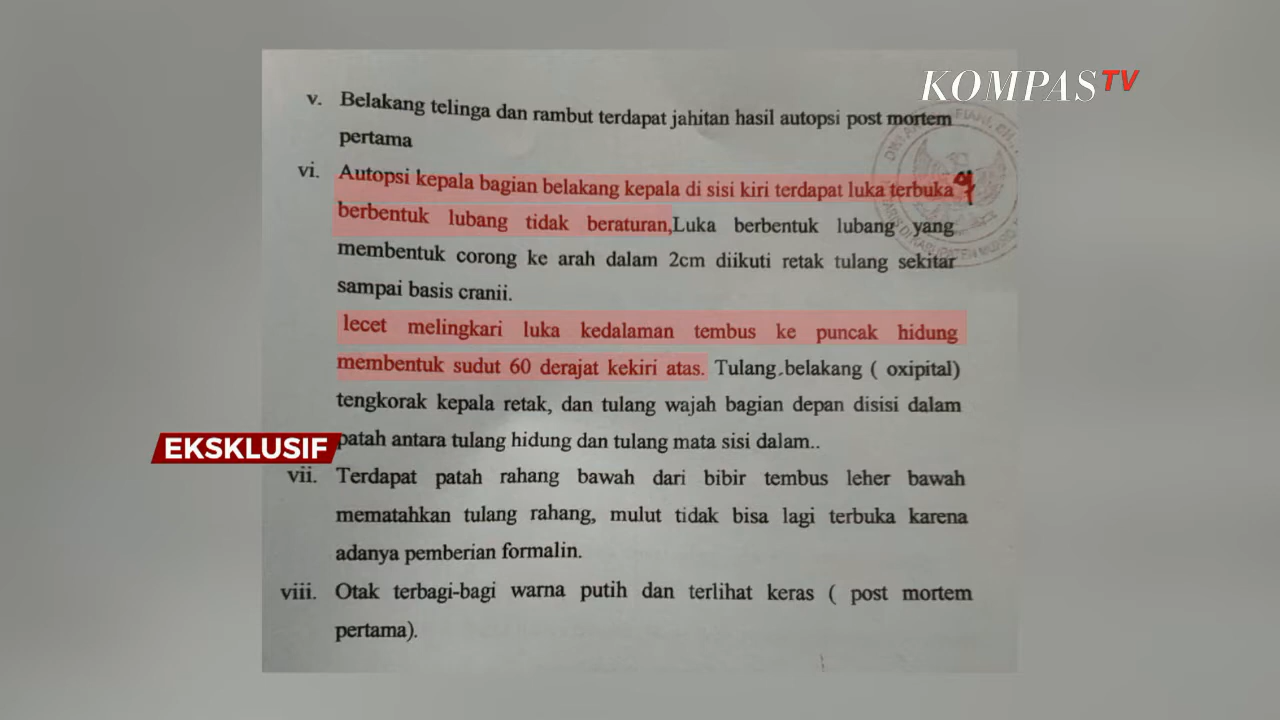 KOMPAS TV
v. Belakang telinga dan rambut terdapat jahitan hasil autopsi post mortem
pertama
vi. Autopsi kepala bagian belakang kepala di sisi kiri terdapat luka terbuka
berbentuk lubang tidak beraturan,Luka berbentuk lubang yang
membentuk corong ke arah dalam 2cm diikuti retak tulang sekitar
sampai basis cranii.
lecet melingkari luka kedalaman tembus ke puncak hidung
membentuk sudut 60 derajat kekiri atas. Tulang belakang ( oxipital)
tengkorak kepala retak, dan tulang wajah bagian depan disisi dalam
EKSKLUSIF
patah antara tulang hidung dan tulang mata sisi dalam..
vii. Terdapat patah rahang bawah dari bibir tembus leher bawah
mematahkan tulang rahang, mulut tidak bisa lagi terbuka karena
adanya pemberian formalin.
viii. Otak terbagi-bagi warna putih dan terlihat keras ( post mortem
pertama).